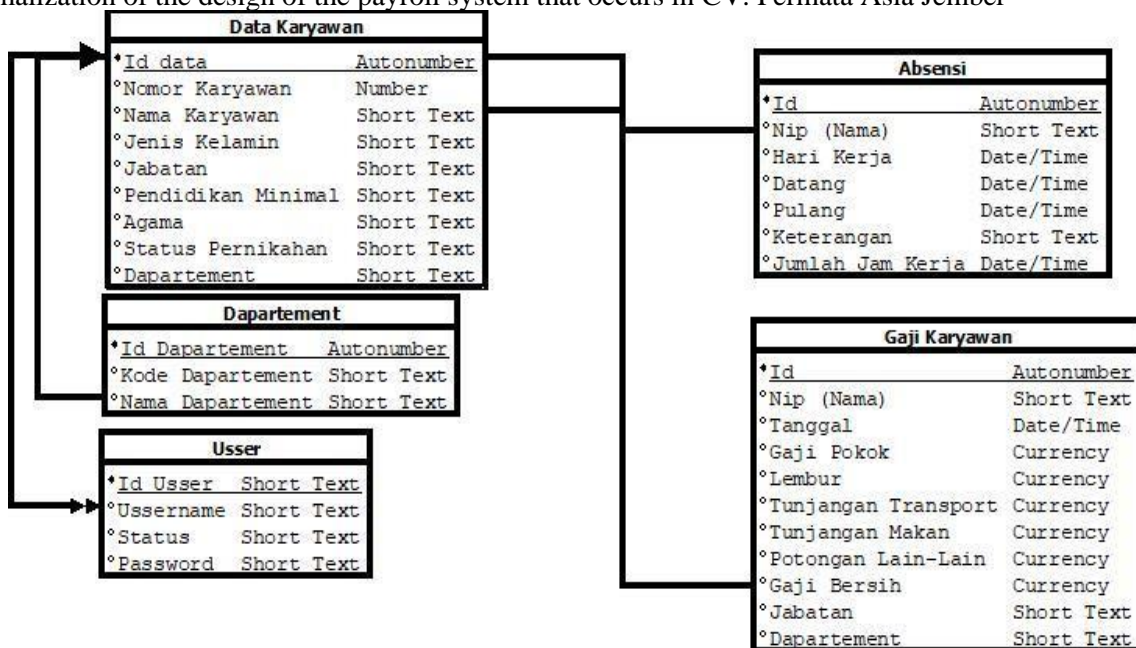 of the design of the payroll system that occurs in CV. Permata Asia Jember
Data Karyawan
Id data Autonumber
Nomor Karyawan Number
Nama Karyawan Short Text
Jenis Kelamin Short Text
Jabatan Short Text
Pendidikan Minimal Short Text
Agama Short Text
Status Pernikahan Short Text
Dapartement Short Text
Dapartement
Id Dapartement Autonumber
Kode Dapartement Short Text
Nama Dapartement Short Text
Usser
Id Usser Short Text
Ussername Short Text
Status Short Text
Password Short Text
Absensi
Id Autonumber
Nip (Nama) Short Text
Hari Kerja Date/Time
Datang Date/Time
Pulang Date/Time
Keterangan Short Text
Jumlah Jam Kerja Date/Time
Gaji Karyawan
Id Autonumber
Nip (Nama) Short Text
Tanggal Date/Time
Gaji Pokok Currency
Lembur Currency
Tunjangan Transport Currency
Tunjangan Makan Currency
Potongan Lain-Lain Currency
Gaji Bersih Currency
Jabatan Short Text
Dapartement Short Text